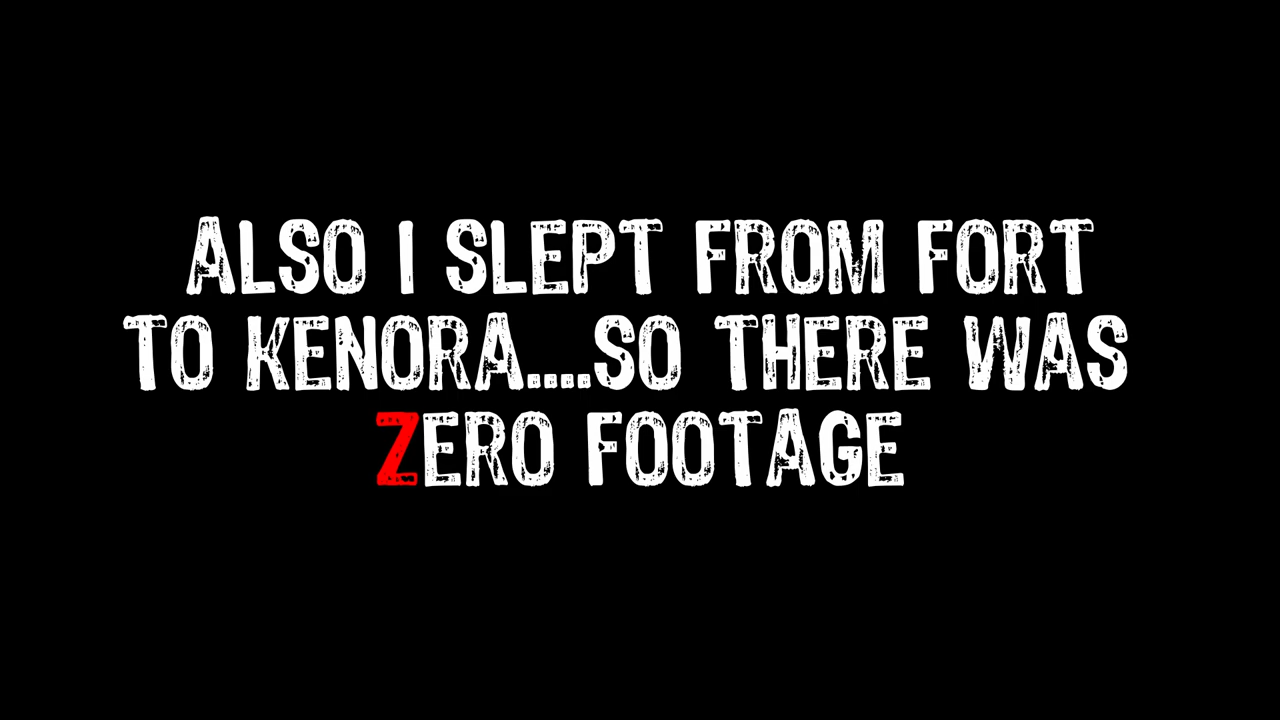 ALSO I SLEPT FROM FORT
TO KENORA....SO THERE WAS
ZERO FOOTAGE